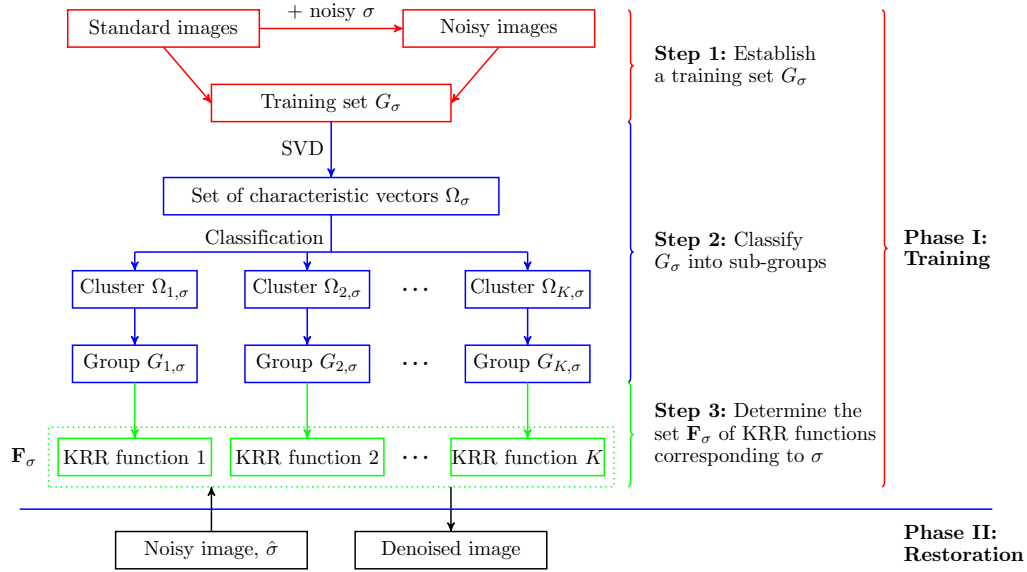 + noisy σ
Standard images
Noisy images
Training set G_σ
Step 1: Establish
a training set G_σ
SVD
Set of characteristic vectors Ω_σ
Classification
Step 2: Classify
G_σ into sub-groups
Phase I:
Training
Cluster Ω_{1,σ}
Cluster Ω_{2,σ}
...
Cluster Ω_{K,σ}
Group G_{1,σ}
Group G_{2,σ}
...
Group G_{K,σ}
Step 3: Determine the
set F_σ of KRR functions
corresponding to σ
F_σ
KRR function 1
KRR function 2
...
KRR function K
Noisy image, σ̂
Denoised image
Phase II:
Restoration